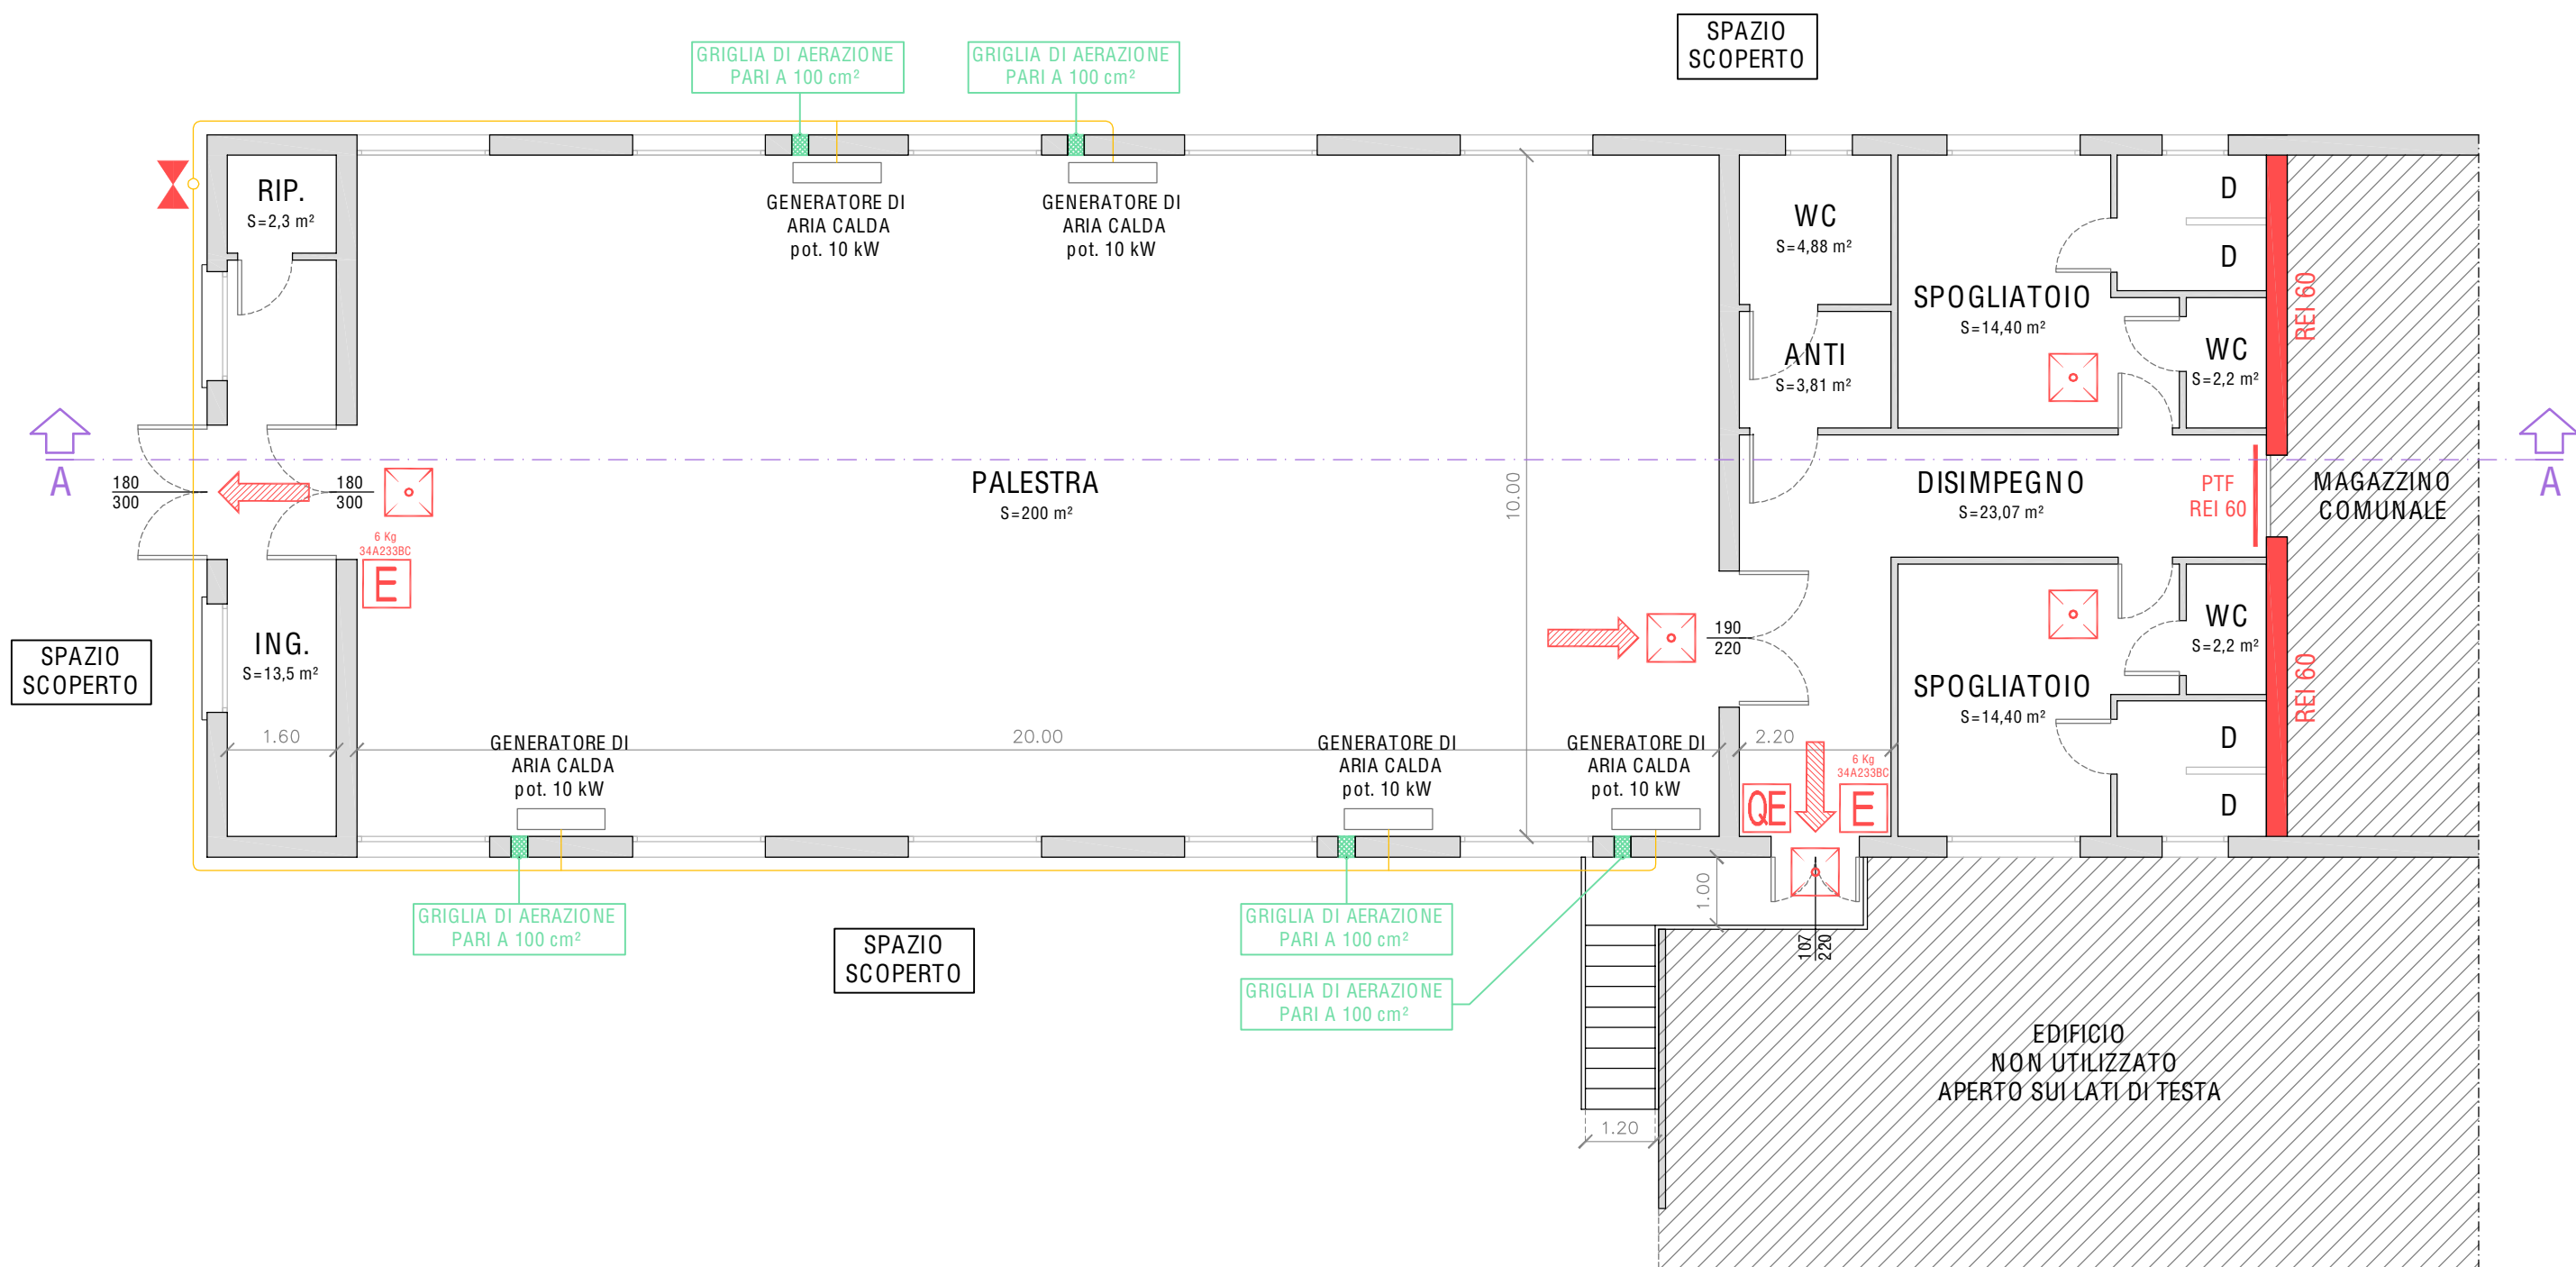 SPAZIO
SCOPERTO
GRIGLIA DI AERAZIONE
PARI A 100 cm²
GRIGLIA DI AERAZIONE
PARI A 100 cm²
RIP.
S=2,3 m²
GENERATORE DI
ARIA CALDA
pot. 10 kW
GENERATORE DI
ARIA CALDA
pot. 10 kW
WC
S=4,88 m²
D
D
SPOGLIATOIO
S=14,40 m²
REI 60
ANTI
S=3,81 m²
WC
S=2,2 m²
A
180
300
180
300
PALESTRA
S=200 m²
10.00
DISIMPEGNO
S=23,07 m²
PTF
REI 60
MAGAZZINO
COMUNALE
A
6 Kg
34A233BC
E
ING.
S=13,5 m²
SPAZIO
SCOPERTO
190
220
WC
S=2,2 m²
SPOGLIATOIO
S=14,40 m²
REI 60
D
D
1.60
20.00
2.20
GENERATORE DI
ARIA CALDA
pot. 10 kW
GENERATORE DI
ARIA CALDA
pot. 10 kW
GENERATORE DI
ARIA CALDA
pot. 10 kW
6 Kg
34A233BC
QE
E
1.00
107
220
GRIGLIA DI AERAZIONE
PARI A 100 cm²
SPAZIO
SCOPERTO
GRIGLIA DI AERAZIONE
PARI A 100 cm²
GRIGLIA DI AERAZIONE
PARI A 100 cm²
EDIFICIO
NON UTILIZZATO
APERTO SUI LATI DI TESTA
1.20